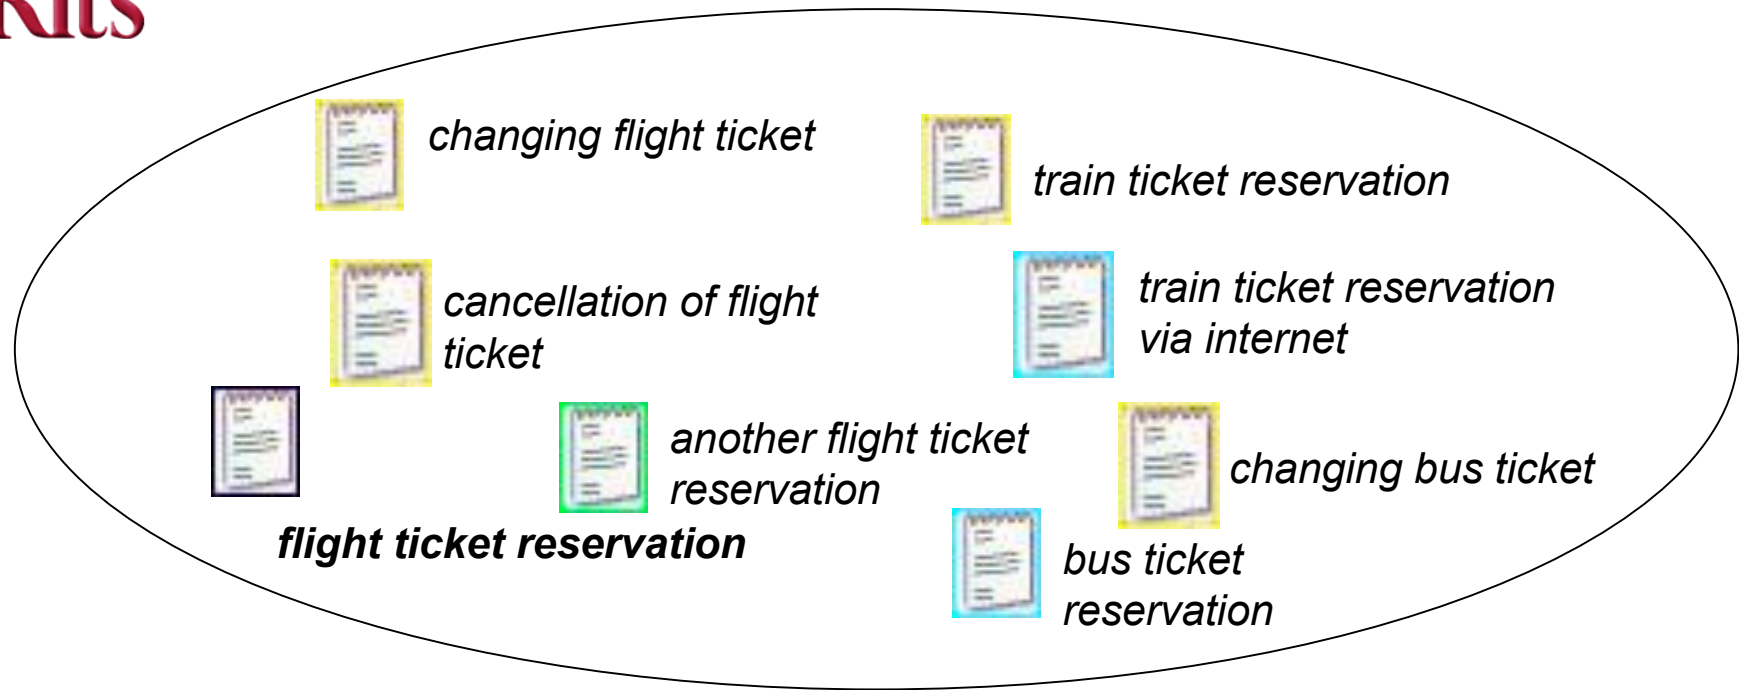 changing flight ticket
train ticket reservation
cancellation of flight
ticket
train ticket reservation
via internet
another flight ticket
reservation
changing bus ticket
flight ticket reservation
bus ticket
reservation